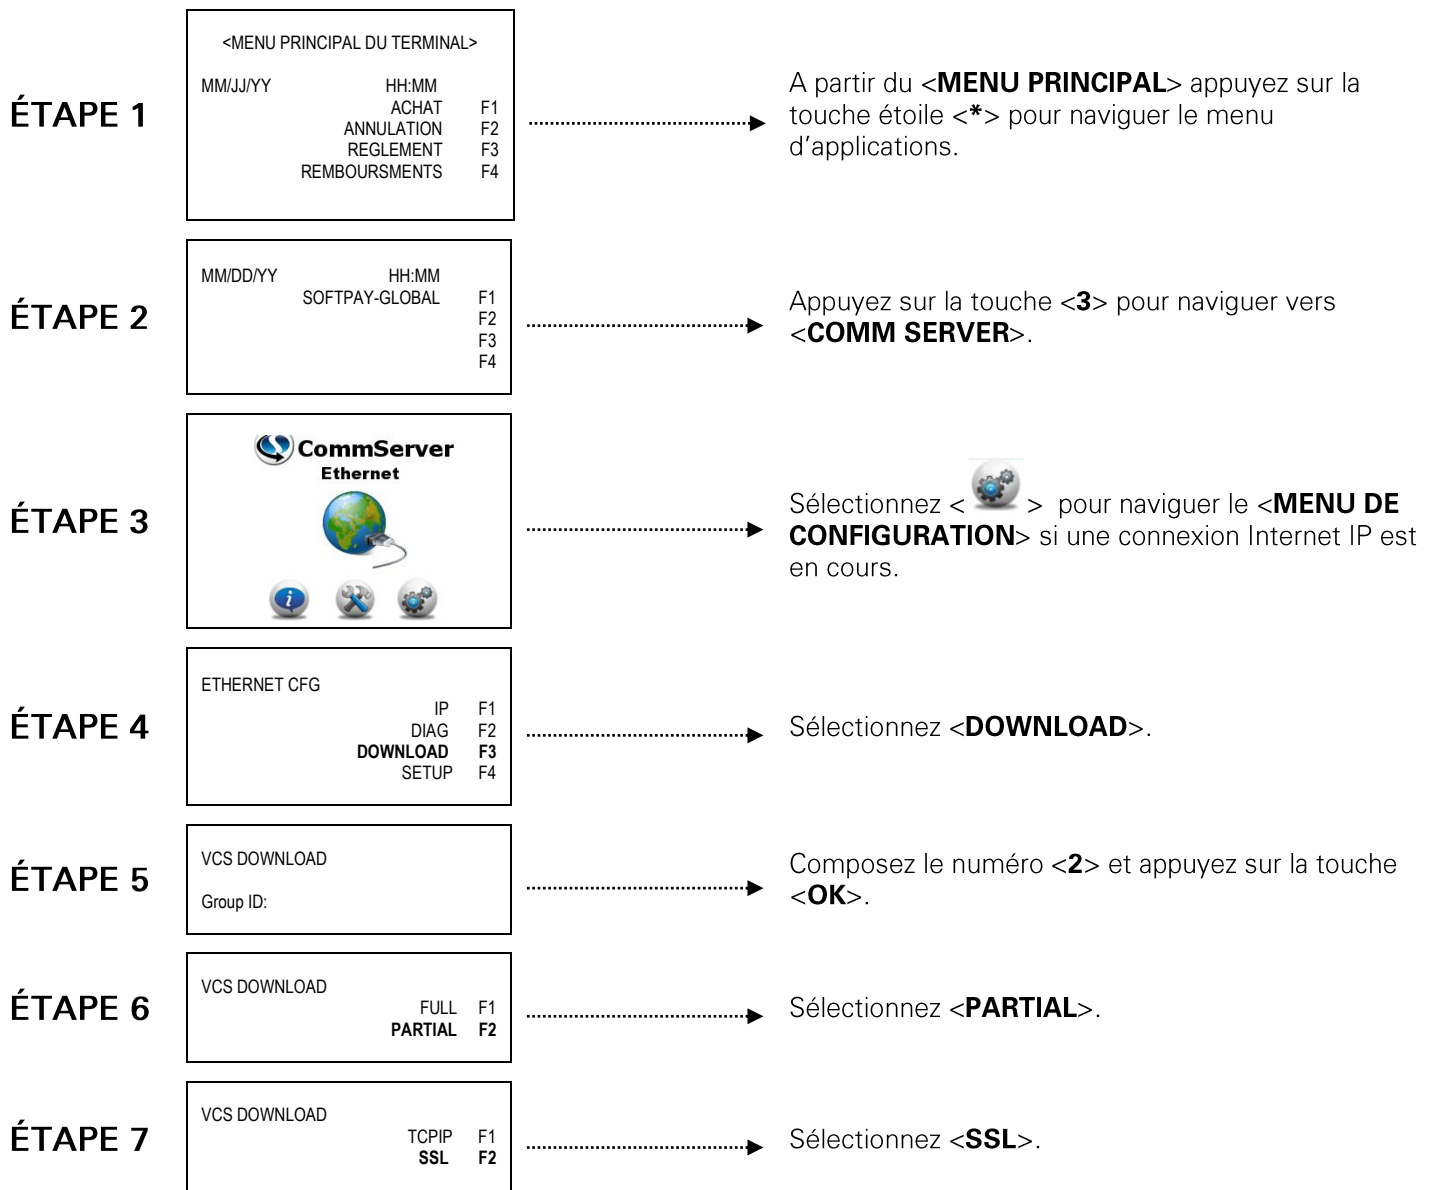 <MENU PRINCIPAL DU TERMINAL>
MM/JJ/YY HH:MM
ACHAT F1
ANNULATION F2
REGLEMENT F3
REMBOURSMENTS F4
ÉTAPE 1
A partir du <MENU PRINCIPAL> appuyez sur la
touche étoile <*> pour naviguer le menu
d'applications.
MM/DD/YY HH:MM
SOFTPAY-GLOBAL F1
F2
F3
F4
ÉTAPE 2
Appuyez sur la touche <3> pour naviguer vers
<COMM SERVER>.
CommServer
Ethernet
i
ÉTAPE 3
Sélectionnez < > pour naviguer le <MENU DE
CONFIGURATION> si une connexion Internet IP est
en cours.
ETHERNET CFG
IP F1
DIAG F2
DOWNLOAD F3
SETUP F4
ÉTAPE 4
Sélectionnez <DOWNLOAD>.
VCS DOWNLOAD
Group ID:
ÉTAPE 5
Composez le numéro <2> et appuyez sur la touche
<OK>.
VCS DOWNLOAD
FULL F1
PARTIAL F2
ÉTAPE 6
Sélectionnez <PARTIAL>.
VCS DOWNLOAD
TCPIP F1
SSL F2
ÉTAPE 7
Sélectionnez <SSL>.